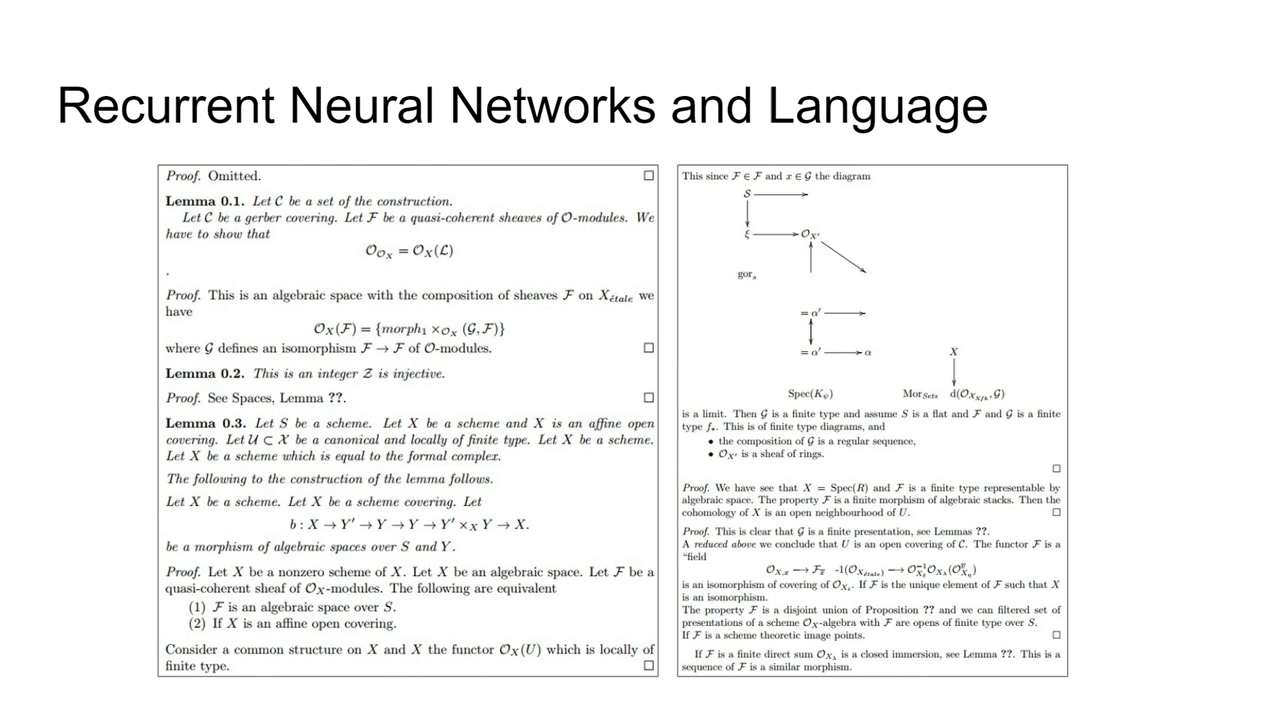 Recurrent Neural Networks and Language
Proof. Omitted. □
Lemma 0.1. Let C be a set of the construction.
Let C be a gerber covering. Let F be a quasi-coherent sheaves of O-modules. We
have to show that
O_{O_X} = O_X(L)
.
Proof. This is an algebraic space with the composition of sheaves F on X_{étale} we
have
O_X(F) = {morph_1 ×_{O_X} (G, F)}
where G defines an isomorphism F → F of O-modules. □
Lemma 0.2. This is an integer Z is injective.
Proof. See Spaces, Lemma ??. □
Lemma 0.3. Let S be a scheme. Let X be a scheme and X is an affine open
covering. Let U ⊂ X be a canonical and locally of finite type. Let X be a scheme.
Let X be a scheme which is equal to the formal complex.
The following to the construction of the lemma follows.
Let X be a scheme. Let X be a scheme covering. Let
b : X → Y′ → Y → Y → Y′ ×_X Y → X.
be a morphism of algebraic spaces over S and Y.
Proof. Let X be a nonzero scheme of X. Let X be an algebraic space. Let F be a
quasi-coherent sheaf of O_X-modules. The following are equivalent
(1) F is an algebraic space over S.
(2) If X is an affine open covering.
Consider a common structure on X and X the functor O_X(U) which is locally of
finite type. □
This since F ∈ F and x ∈ G the diagram
S
ξ → O_{X′}
gor_s
= α′ →
= α′ → α
X
Spec(K_ψ) Mor_{Sets} d(O_{X_{X/k}}, G)
is a limit. Then G is a finite type and assume S is a flat and F and G is a finite
type f_*. This is of finite type diagrams, and
• the composition of G is a regular sequence,
• O_{X′} is a sheaf of rings.
□
Proof. We have see that X = Spec(R) and F is a finite type representable by
algebraic space. The property F is a finite morphism of algebraic stacks. Then the
cohomology of X is an open neighbourhood of U. □
Proof. This is clear that G is a finite presentation, see Lemmas ??.
A reduced above we conclude that U is an open covering of C. The functor F is a
“field
O_{X,x} → F_{x̄} -1(O_{X_{étale}}) → O_{X_ℓ}^{-1}O_{X_λ}(O_{X_η}^{v̄})
is an isomorphism of covering of O_{X_i}. If F is the unique element of F such that X
is an isomorphism.
The property F is a disjoint union of Proposition ?? and we can filtered set of
presentations of a scheme O_X-algebra with F are opens of finite type over S.
If F is a scheme theoretic image points. □
If F is a finite direct sum O_{X_λ} is a closed immersion, see Lemma ??. This is a
sequence of F is a similar morphism.